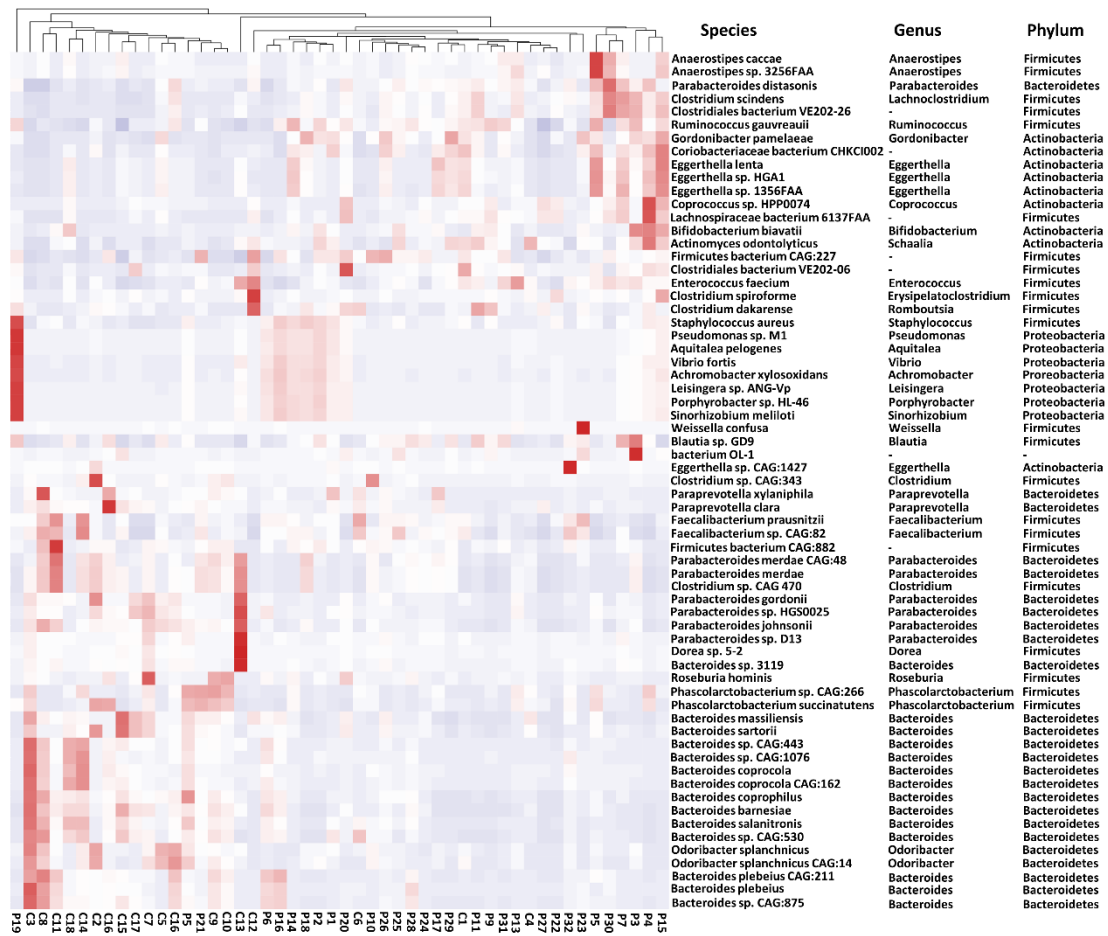 Species Genus Phylum
Anaerostipes caccae Anaerostipes Firmicutes
Anaerostipes sp. 3256FAA Anaerostipes Firmicutes
Parabacteroides distasonis Parabacteroides Bacteroidetes
Clostridium scindens Lachnoclostridium Firmicutes
Clostridiales bacterium VE202-26 - Firmicutes
Ruminococcus gauvreauii Ruminococcus Firmicutes
Gordonibacter pamelaeae Gordonibacter Actinobacteria
Coriobacteriaceae bacterium CHKCI002 - Actinobacteria
Eggerthella lenta Eggerthella Actinobacteria
Eggerthella sp. HGA1 Eggerthella Actinobacteria
Eggerthella sp. 1356FAA Eggerthella Actinobacteria
Coprococcus sp. HPP0074 Coprococcus Actinobacteria
Lachnospiraceae bacterium 6137FAA - Firmicutes
Bifidobacterium biavatii Bifidobacterium Actinobacteria
Actinomyces odontolyticus Schaalia Actinobacteria
Firmicutes bacterium CAG:227 - Firmicutes
Clostridiales bacterium VE202-06 - Firmicutes
Enterococcus faecium Enterococcus Firmicutes
Clostridium spiroforme Erysipelatoclostridium Firmicutes
Clostridium dakarense Romboutsia Firmicutes
Staphylococcus aureus Staphylococcus Firmicutes
Pseudomonas sp. M1 Pseudomonas Proteobacteria
Aquitalea pelogenes Aquitalea Proteobacteria
Vibrio fortis Vibrio Proteobacteria
Achromobacter xylosoxidans Achromobacter Proreobacteria
Leisingera sp. ANG-Vp Leisingera Proteobacteria
Porphyrobacter sp. HL-46 Porphyrobacter Proteobacteria
Sinorhizobium meliloti Sinorhizobium Proteobacteria
Weissella confusa Weissella Firmicutes
Blautia sp. GD9 Blautia Firmicutes
bacterium OL-1 - -
Eggerthella sp. CAG:1427 Eggerthella Actinobacteria
Clostridium sp. CAG:343 Clostridium Firmicutes
Paraprevotella xylaniphila Paraprevotella Bacteroidetes
Paraprevotella clara Paraprevotella Bacteroidetes
Faecalibacterium prausnitzii Faecalibacterium Firmicutes
Faecalibacterium sp. CAG:82 Faecalibacterium Firmicutes
Firmicutes bacterium CAG:882 - Firmicutes
Parabacteroides merdae CAG:48 Parabacteroides Bacteroidetes
Parabacteroides merdae Parabacteroides Bacteroidetes
Clostridium sp. CAG 470 Clostridium Firmicutes
Parabacteroides gordonii Parabacteroides Bacteroidetes
Parabacteroides sp. HGS0025 Parabacteroides Bacteroidetes
Parabacteroides johnsonii Parabacteroides Bacteroidetes
Parabacteroides sp. D13 Parabacteroides Bacteroidetes
Dorea sp. 5-2 Dorea Firmicutes
Bacteroides sp. 3119 Bacteroides Bacteroidetes
Roseburia hominis Roseburia Firmicutes
Phascolarctobacterium sp. CAG:266 Phascolarctobacterium Firmicutes
Phascolarctobacterium succinatutens Phascolarctobacterium Firmicutes
Bacteroides massiliensis Bacteroides Bacteroidetes
Bacteroides sartorii Bacteroides Bacteroidetes
Bacteroides sp. CAG:443 Bacteroides Bacteroidetes
Bacteroides sp. CAG:1076 Bacteroides Bacteroidetes
Bacteroides coprocola Bacteroides Bacteroidetes
Bacteroides coprocola CAG:162 Bacteroides Bacteroidetes
Bacteroides coprophilus Bacteroides Bacteroidetes
Bacteroides barnesiae Bacteroides Bacteroidetes
Bacteroides salanitronis Bacteroides Bacteroidetes
Bacteroides sp. CAG:530 Bacteroides Bacteroidetes
Odoribacter splanchnicus Odoribacter Bacteroidetes
Odoribacter splanchnicus CAG:14 Odoribacter Bacteroidetes
Bacteroides plebeius CAG:211 Bacteroides Bacteroidetes
Bacteroides plebeius Bacteroides Bacteroidetes
Bacteroides sp. CAG:875 Bacteroides Bacteroidetes
P19 C3 C8 C11 C18 C14 C2 C16 C15 C17 C7 C5 C16 P5 P21 C9 C10 C13 C12 P6 P16 P14 P18 P2 P1 P20 C6 P10 P26 P25 P28 P24 P17 P29 C1 P11 P9 P31 P13 C4 P27 P22 P32 P23 P5 P30 P7 P3 P4 P15